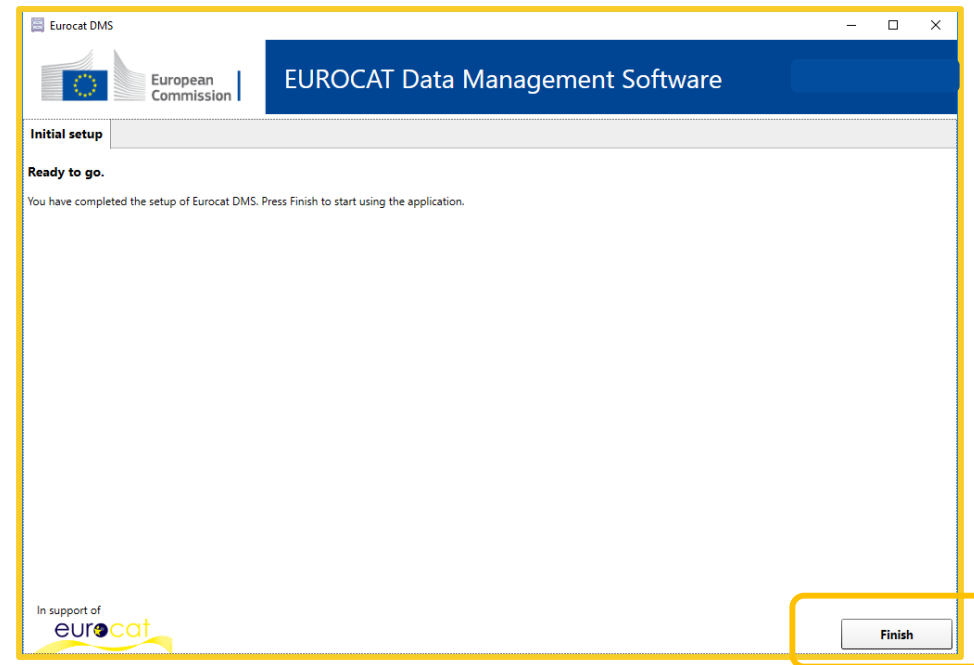 Eurocat DMS
European
Commission
EUROCAT Data Management Software
Initial setup
Ready to go.
You have completed the setup of Eurocat DMS. Press Finish to start using the application.
In support of
eurocat
Finish